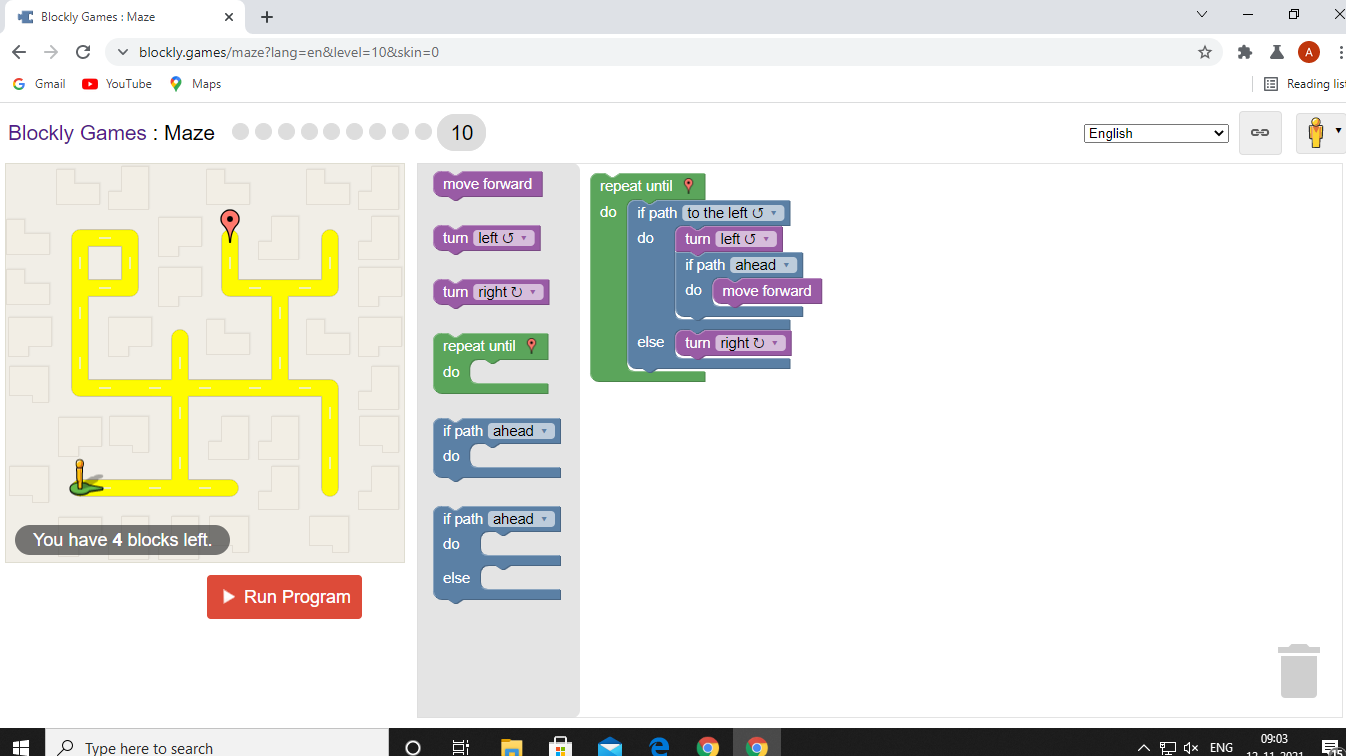 Blockly Games : Maze
blockly.games/maze?lang=en&level=10&skin=0
A
Gmail YouTube Maps Reading list
Blockly Games : Maze 10 English
move forward
turn left ↺
turn right ↻
repeat until
do
if path ahead
do
if path ahead
do
else
repeat until
do if path to the left ↺
do turn left ↺
if path ahead
do move forward
else turn right ↻
You have 4 blocks left.
Run Program
Type here to search
ENG
09:03